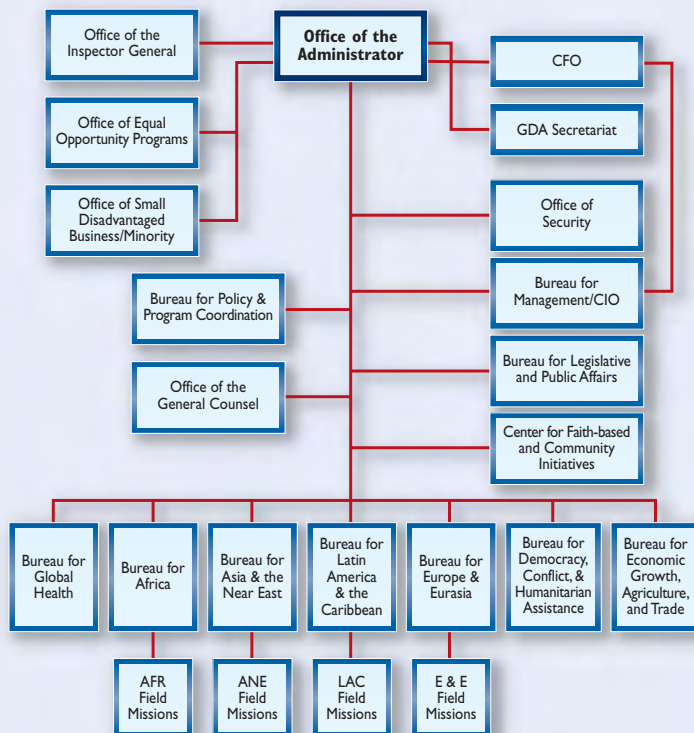 Office of the
Inspector General
Office of the
Administrator
CFO
Office of Equal
Opportunity Programs
GDA Secretariat
Office of Small
Disadvantaged
Business/Minority
Office of
Security
Bureau for Policy &
Program Coordination
Bureau for
Management/CIO
Office of the
General Counsel
Bureau for Legislative
and Public Affairs
Center for Faith-based
and Community
Initiatives
Bureau for
Global
Health
Bureau for
Africa
Bureau for
Asia & the
Near East
Bureau for
Latin
America
& the
Caribbean
Bureau for
Europe &
Eurasia
Bureau for
Democracy,
Conflict, &
Humanitarian
Assistance
Bureau for
Economic
Growth,
Agriculture,
and Trade
AFR
Field
Missions
ANE
Field
Missions
LAC
Field
Missions
E & E
Field
Missions